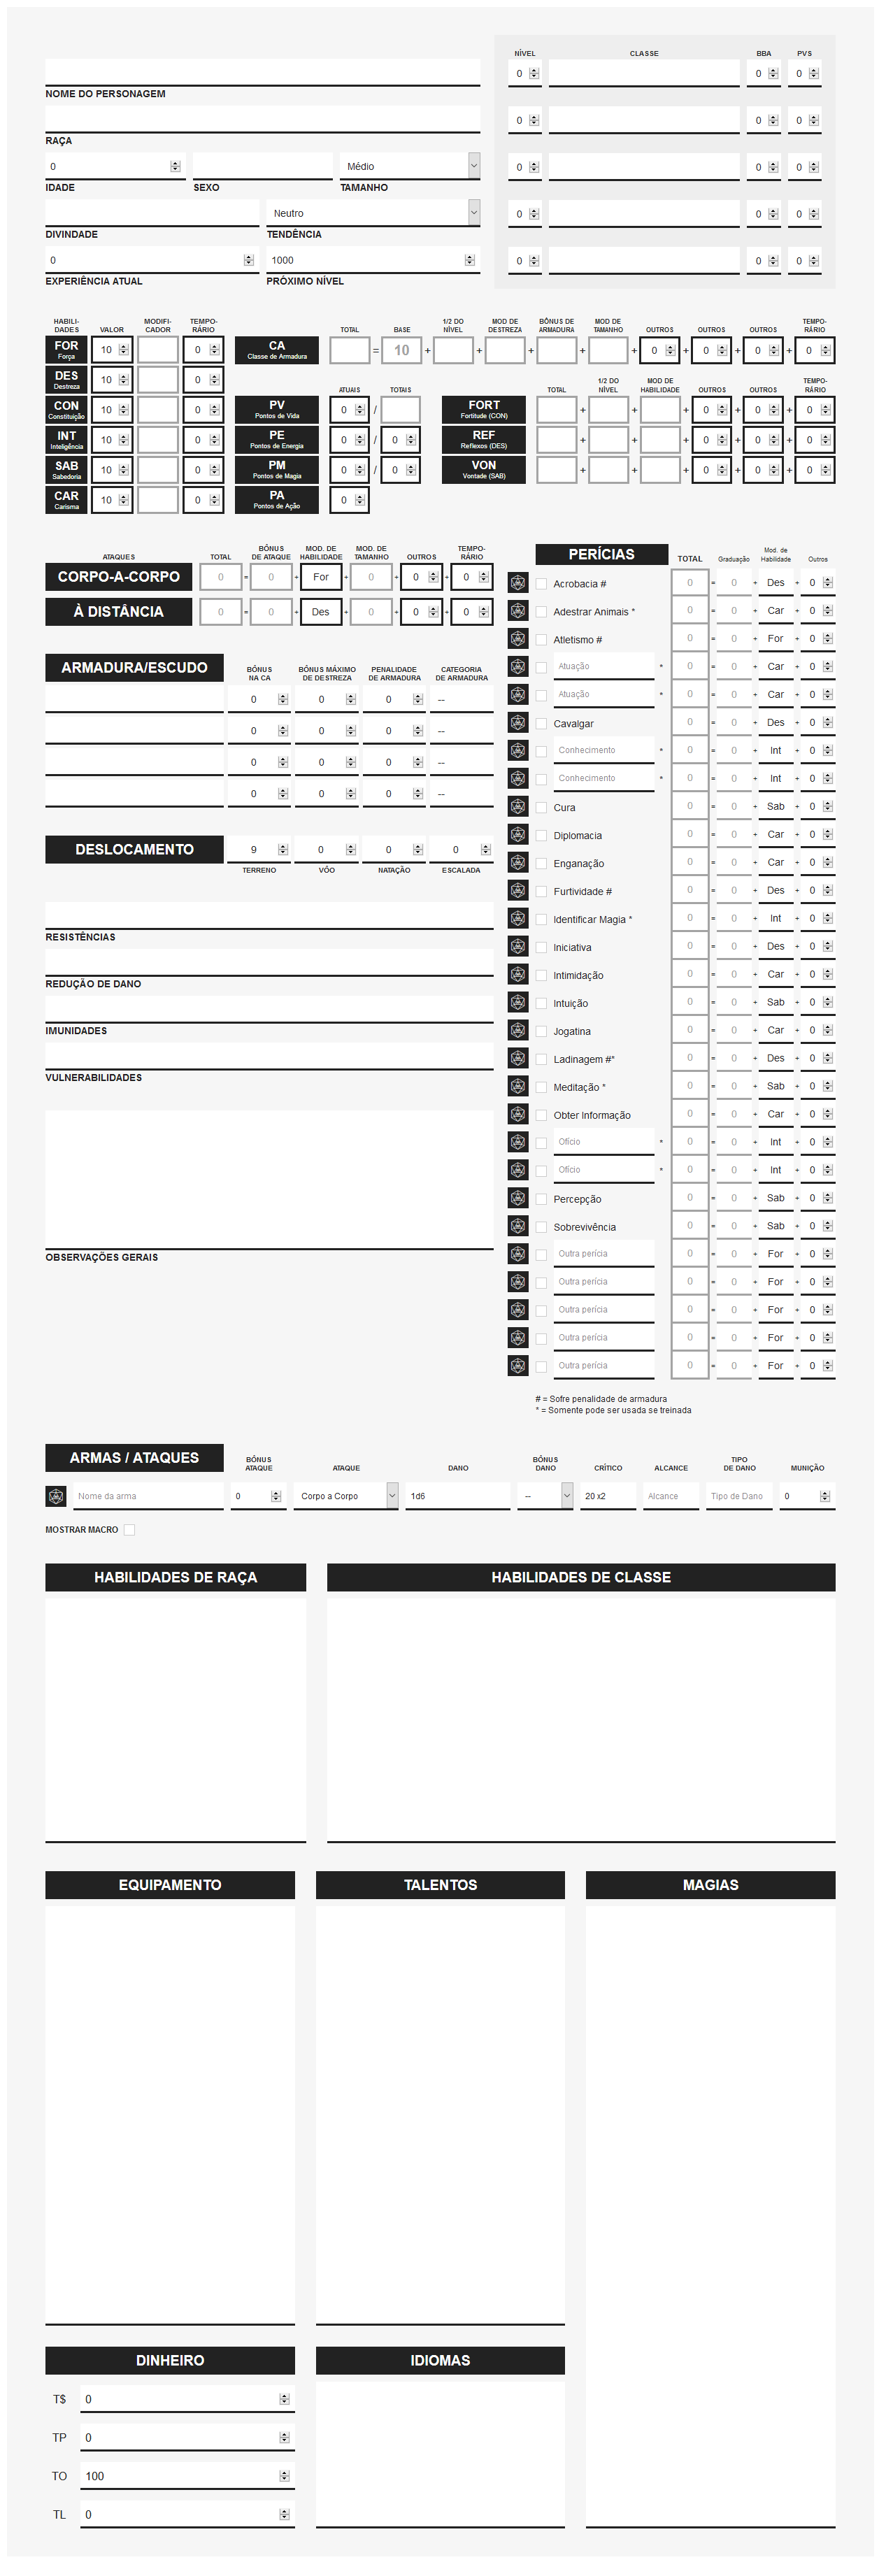 NÍVEL CLASSE BBA PVS
0 0 0
NOME DO PERSONAGEM
0 0 0
RAÇA
0 Médio 0 0 0
IDADE SEXO TAMANHO
Neutro 0 0 0
DIVINDADE TENDÊNCIA
0 1000 0 0 0
EXPERIÊNCIA ATUAL PRÓXIMO NÍVEL
HABILI-DADES VALOR MODIFI-CADOR TEMPO-RÁRIO
FOR Força 10 0
DES Destreza 10 0
CON Constituição 10 0
INT Inteligência 10 0
SAB Sabedoria 10 0
CAR Carisma 10 0
TOTAL BASE 1/2 DO NÍVEL MOD DE DESTREZA BÔNUS DE ARMADURA MOD DE TAMANHO OUTROS OUTROS OUTROS TEMPO-RÁRIO
CA Classe de Armadura = 10 + + + + + 0 + 0 + 0 + 0
ATUAIS TOTAIS
PV Pontos de Vida 0 /
PE Pontos de Energia 0 / 0
PM Pontos de Magia 0 / 0
PA Pontos de Ação 0
TOTAL 1/2 DO NÍVEL MOD DE HABILIDADE OUTROS OUTROS TEMPO-RÁRIO
FORT Fortitude (CON) + + + 0 + 0 + 0
REF Reflexos (DES) + + + 0 + 0 + 0
VON Vontade (SAB) + + + 0 + 0 + 0
ATAQUES TOTAL BÔNUS DE ATAQUE MOD. DE HABILIDADE MOD. DE TAMANHO OUTROS TEMPO-RÁRIO
CORPO-A-CORPO 0 = 0 + For + 0 + 0 + 0
À DISTÂNCIA 0 = 0 + Des + 0 + 0 + 0
ARMADURA/ESCUDO BÔNUS NA CA BÔNUS MÁXIMO DE DESTREZA PENALIDADE DE ARMADURA CATEGORIA DE ARMADURA
0 0 0 --
0 0 0 --
0 0 0 --
0 0 0 --
DESLOCAMENTO 9 0 0 0
TERRENO VÔO NATAÇÃO ESCALADA
RESISTÊNCIAS
REDUÇÃO DE DANO
IMUNIDADES
VULNERABILIDADES
OBSERVAÇÕES GERAIS
PERÍCIAS TOTAL Graduação Mod. de Habilidade Outros
Acrobacia # 0 = 0 + Des + 0
Adestrar Animais * 0 = 0 + Car + 0
Atletismo # 0 = 0 + For + 0
Atuação * 0 = 0 + Car + 0
Atuação * 0 = 0 + Car + 0
Cavalgar 0 = 0 + Des + 0
Conhecimento * 0 = 0 + Int + 0
Conhecimento * 0 = 0 + Int + 0
Cura 0 = 0 + Sab + 0
Diplomacia 0 = 0 + Car + 0
Enganação 0 = 0 + Car + 0
Furtividade # 0 = 0 + Des + 0
Identificar Magia * 0 = 0 + Int + 0
Iniciativa 0 = 0 + Des + 0
Intimidação 0 = 0 + Car + 0
Intuição 0 = 0 + Sab + 0
Jogatina 0 = 0 + Car + 0
Ladinagem #* 0 = 0 + Des + 0
Meditação * 0 = 0 + Sab + 0
Obter Informação 0 = 0 + Car + 0
Ofício * 0 = 0 + Int + 0
Ofício * 0 = 0 + Int + 0
Percepção 0 = 0 + Sab + 0
Sobrevivência 0 = 0 + Sab + 0
Outra perícia 0 = 0 + For + 0
Outra perícia 0 = 0 + For + 0
Outra perícia 0 = 0 + For + 0
Outra perícia 0 = 0 + For + 0
Outra perícia 0 = 0 + For + 0
# = Sofre penalidade de armadura
* = Somente pode ser usada se treinada
ARMAS / ATAQUES BÔNUS ATAQUE ATAQUE DANO BÔNUS DANO CRÍTICO ALCANCE TIPO DE DANO MUNIÇÃO
Nome da arma 0 Corpo a Corpo 1d6 -- 20 x2 Alcance Tipo de Dano 0
MOSTRAR MACRO
HABILIDADES DE RAÇA HABILIDADES DE CLASSE
EQUIPAMENTO TALENTOS MAGIAS
DINHEIRO IDIOMAS
T$ 0
TP 0
TO 100
TL 0